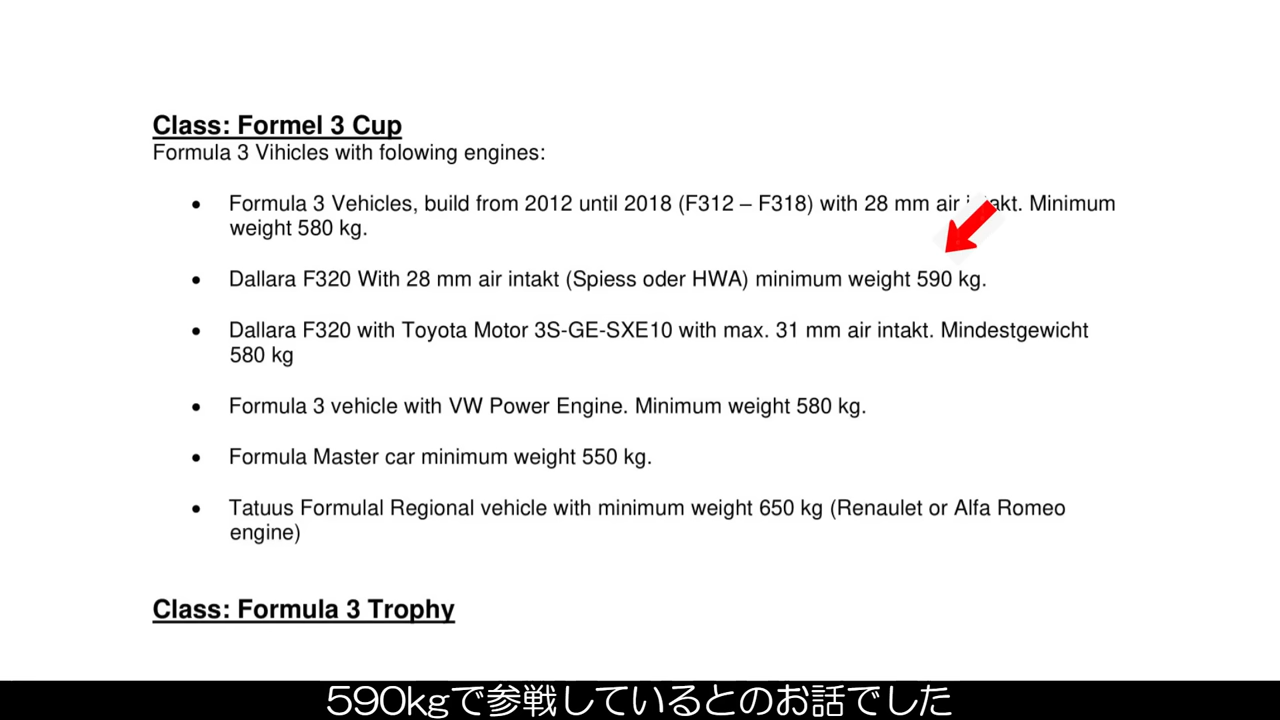 Class: Formel 3 Cup
Formula 3 Vihicles with folowing engines:
• Formula 3 Vehicles, build from 2012 until 2018 (F312 – F318) with 28 mm air Minimum
weight 580 kg.
• Dallara F320 With 28 mm air intakt (Spiess oder HWA) minimum weight 590 kg.
• Dallara F320 with Toyota Motor 3S-GE-SXE10 with max. 31 mm air intakt. Mindestgewicht
580 kg
• Formula 3 vehicle with VW Power Engine. Minimum weight 580 kg.
• Formula Master car minimum weight 550 kg.
• Tatuus Formulal Regional vehicle with minimum weight 650 kg (Renaulet or Alfa Romeo
engine)
Class: Formula 3 Trophy
590kgで参戦しているとのお話でした